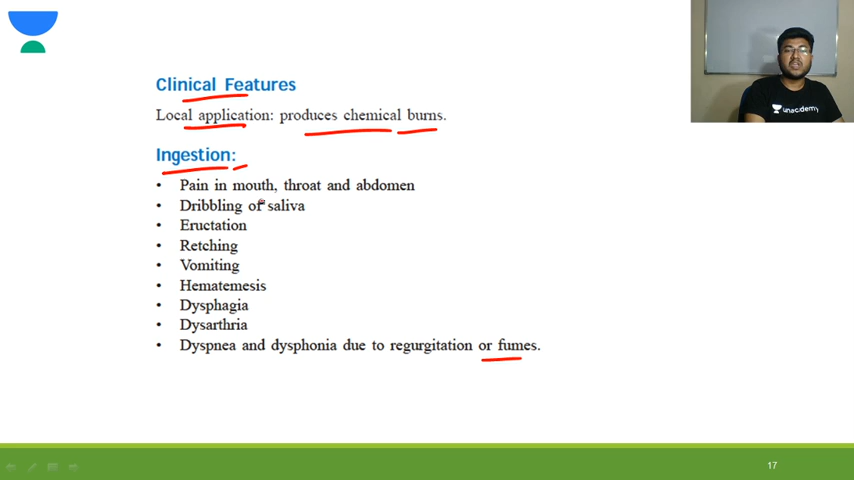 Clinical Features
Local application: produces chemical burns.
Ingestion:
• Pain in mouth, throat and abdomen
• Dribbling of saliva
• Eructation
• Retching
• Vomiting
• Hematemesis
• Dysphagia
• Dysarthria
• Dyspnea and dysphonia due to regurgitation or fumes.
unacademy
17